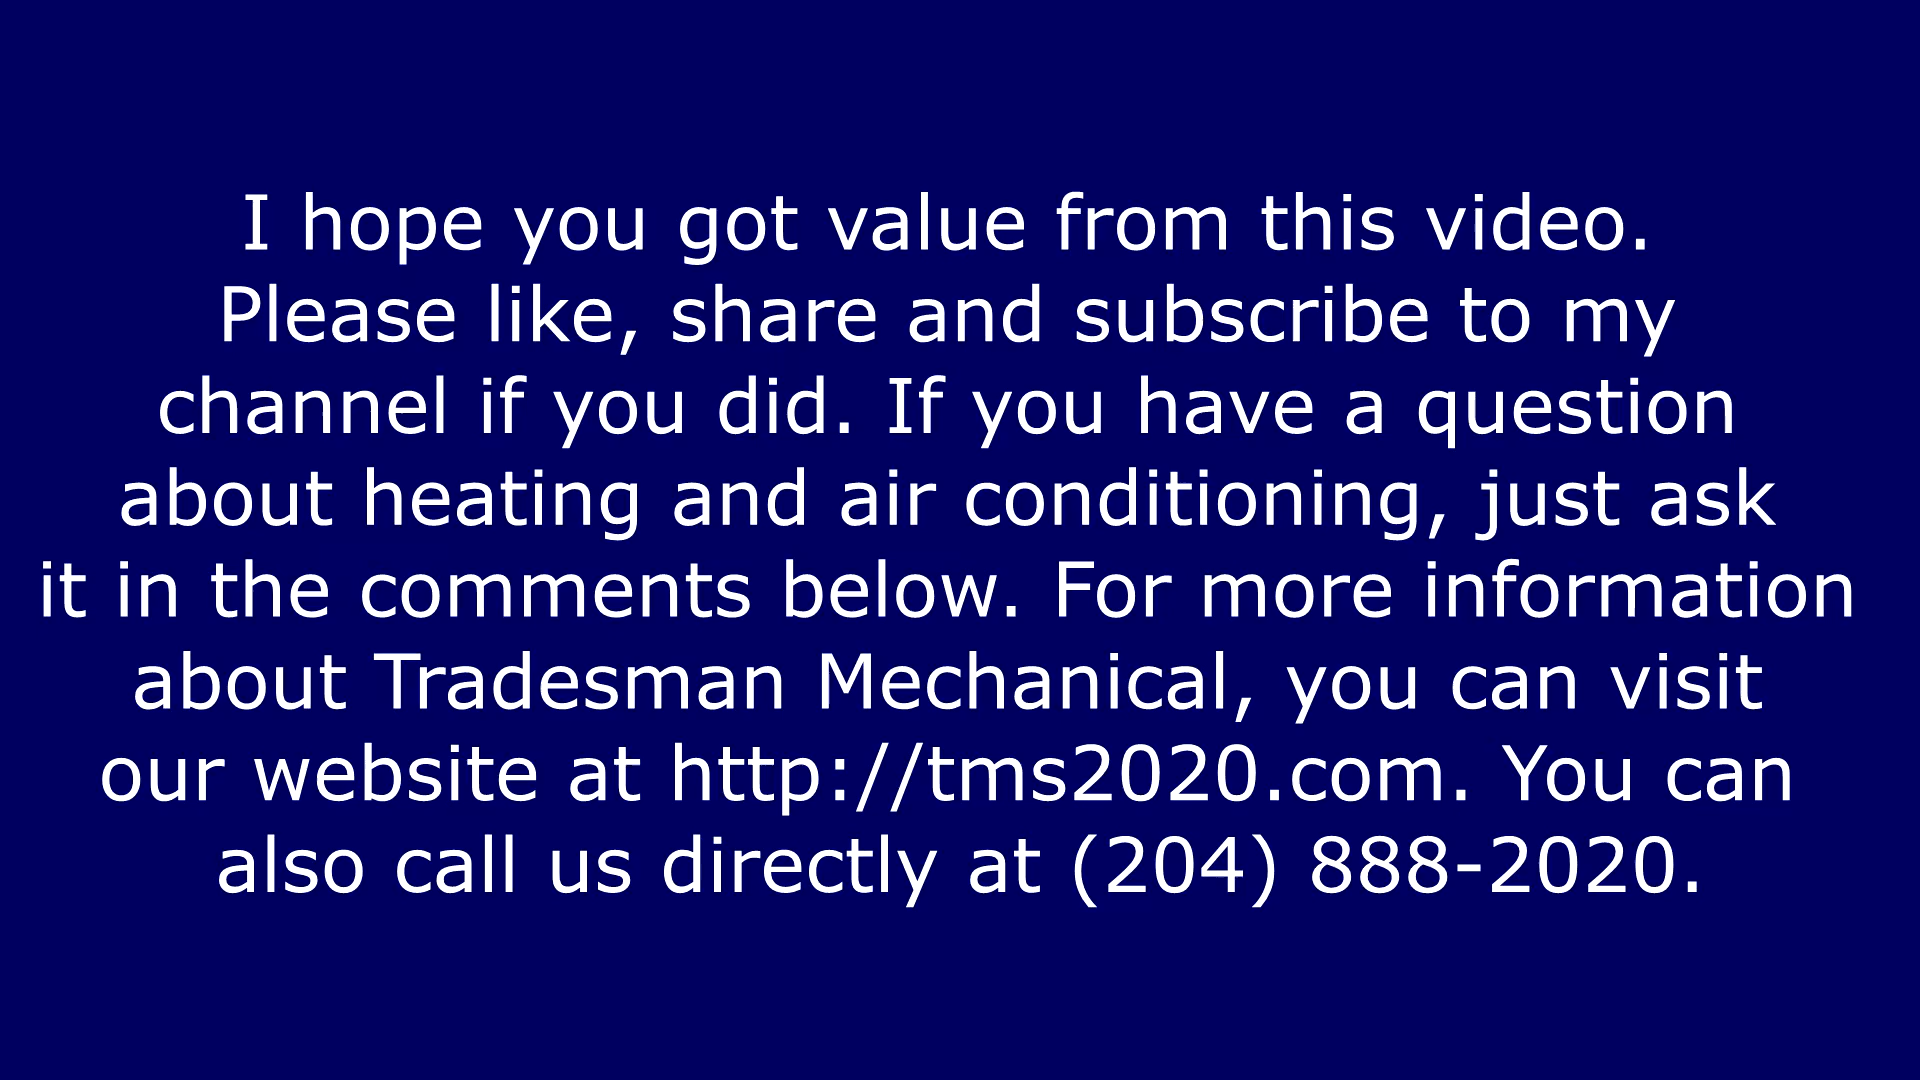 I hope you got value from this video.
Please like, share and subscribe to my
channel if you did. If you have a question
about heating and air conditioning, just ask
it in the comments below. For more information
about Tradesman Mechanical, you can visit
our website at http://tms2020.com. You can
also call us directly at (204) 888-2020.